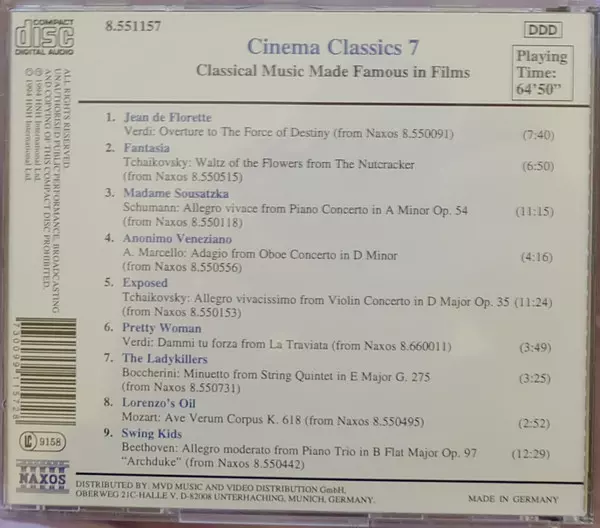 COMPACT
disc
DIGITAL AUDIO
8.551157
DDD
Cinema Classics 7
Classical Music Made Famous in Films
Playing
Time:
64'50"
ALL RIGHTS RESERVED
UNAUTHORISED PUBLIC PERFORMANCE, BROADCASTING
AND COPYING OF THIS COMPACT DISC PROHIBITED.
℗ 1994 HNH International Ltd.
© 1994 HNH International Ltd.
1. Jean de Florette
Verdi: Overture to The Force of Destiny (from Naxos 8.550091) (7:40)
2. Fantasia
Tchaikovsky: Waltz of the Flowers from The Nutcracker (6:50)
(from Naxos 8.550515)
3. Madame Sousatzka
Schumann: Allegro vivace from Piano Concerto in A Minor Op. 54 (11:15)
(from Naxos 8.550118)
4. Anonimo Veneziano
A. Marcello: Adagio from Oboe Concerto in D Minor (4:16)
(from Naxos 8.550556)
5. Exposed
Tchaikovsky: Allegro vivacissimo from Violin Concerto in D Major Op. 35 (11:24)
(from Naxos 8.550153)
6. Pretty Woman
Verdi: Dammi tu forza from La Traviata (from Naxos 8.660011) (3:49)
7. The Ladykillers
Boccherini: Minuetto from String Quintet in E Major G. 275 (3:25)
(from Naxos 8.550731)
8. Lorenzo's Oil
Mozart: Ave Verum Corpus K. 618 (from Naxos 8.550495) (2:52)
9. Swing Kids
Beethoven: Allegro moderato from Piano Trio in B Flat Major Op. 97 (12:29)
"Archduke" (from Naxos 8.550442)
7 30099 11572 8
LC 9158
NAXOS
DISTRIBUTED BY: MVD MUSIC AND VIDEO DISTRIBUTION GmbH,
OBERWEG 21C-HALLE V, D-82008 UNTERHACHING, MUNICH, GERMANY.
MADE IN GERMANY